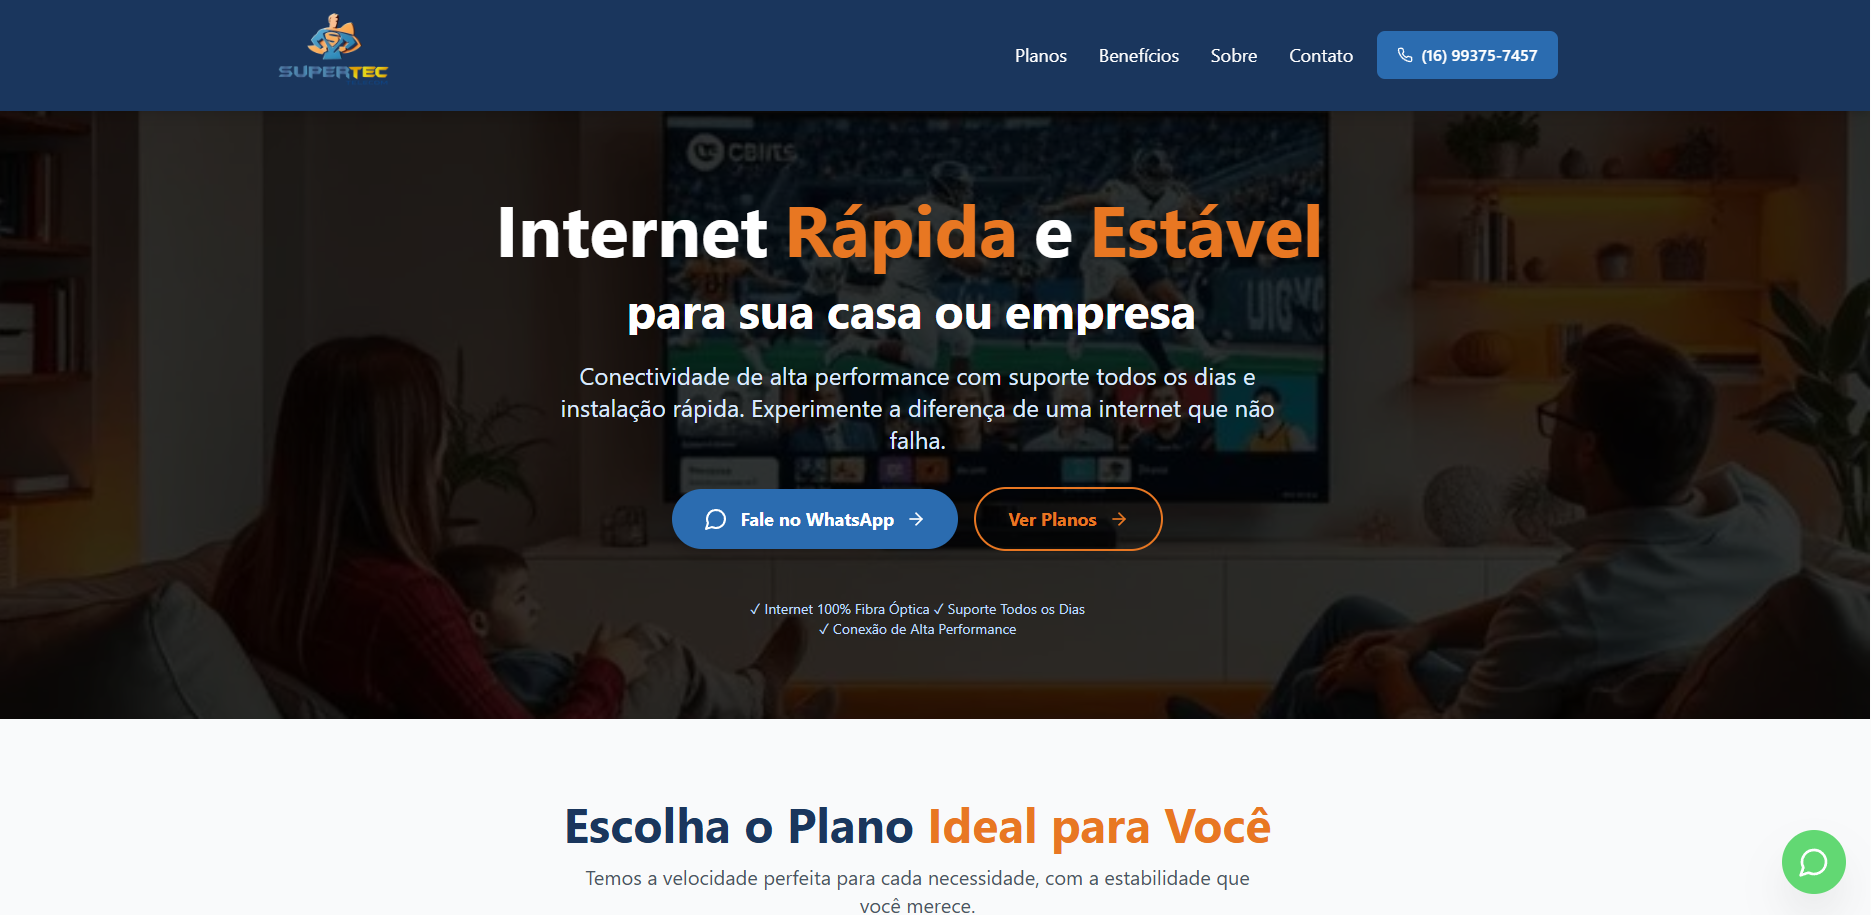 SUPERTEC
Planos
Benefícios
Sobre
Contato
(16) 99375-7457
Internet Rápida e Estável
para sua casa ou empresa
Conectividade de alta performance com suporte todos os dias e
instalação rápida. Experimente a diferença de uma internet que não
falha.
Fale no WhatsApp
Ver Planos
✓ Internet 100% Fibra Óptica ✓ Suporte Todos os Dias
✓ Conexão de Alta Performance
Escolha o Plano Ideal para Você
Temos a velocidade perfeita para cada necessidade, com a estabilidade que
você merece.